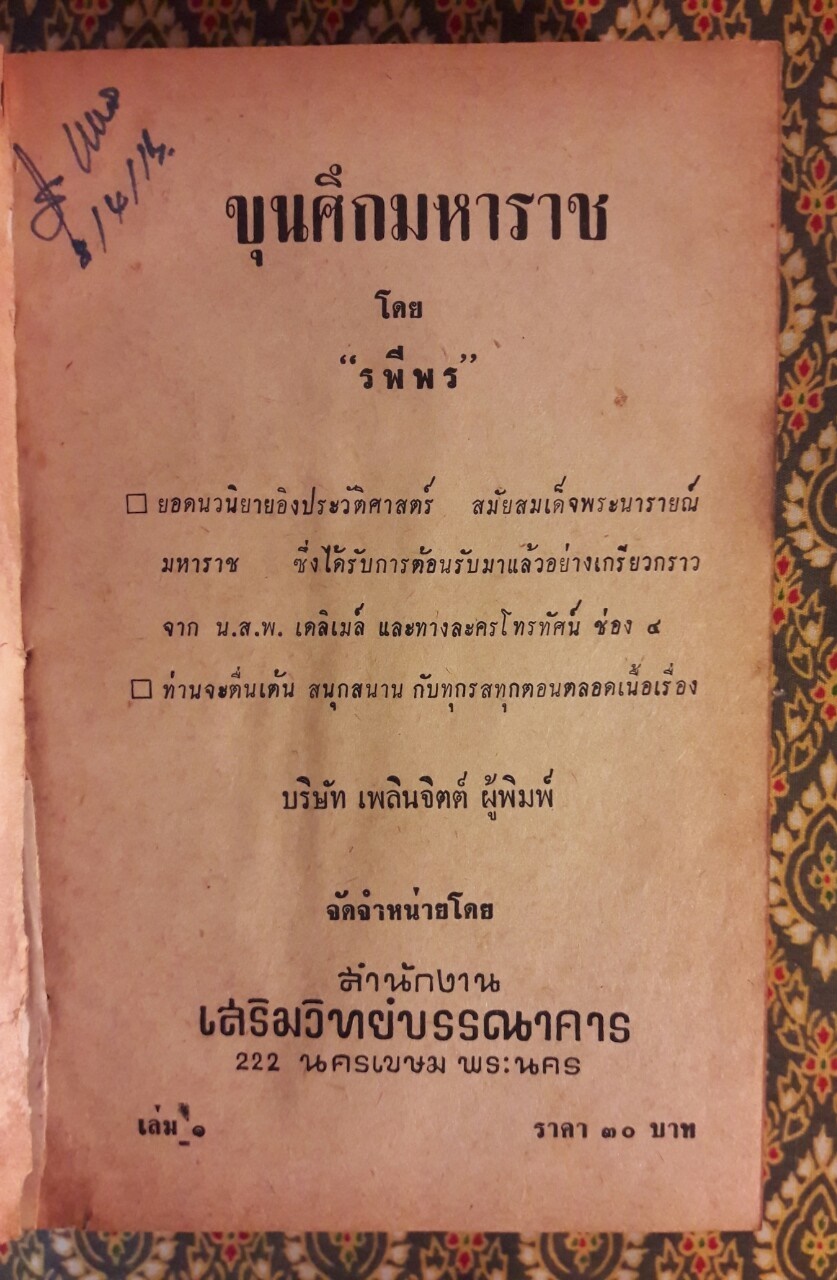 ขุนศึกมหาราช
โดย
“รพีพร”
□ ยอดนวนิยายอิงประวัติศาสตร์ สมัยสมเด็จพระนารายณ์
มหาราช ซึ่งได้รับการต้อนรับมาแล้วอย่างเกรียวกราว
จาก น.ส.พ. เดลิเมล์ และทางละครโทรทัศน์ ช่อง ๔
□ ท่านจะตื่นเต้น สนุกสนาน กับทุกรสทุกตอนตลอดเนื้อเรื่อง
บริษัท เพลินจิตต์ ผู้พิมพ์
จัดจำหน่ายโดย
สำนักงาน
เสริมวิทย์บรรณาคาร
222 นครเขษม พระนคร
เล่ม ๑ ราคา ๓๐ บาท